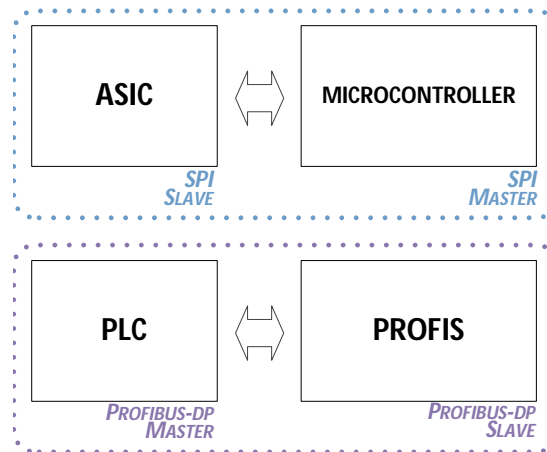 ASIC
MICROCONTROLLER
SPI
SLAVE
SPI
MASTER
PLC
PROFIS
PROFIBUS-DP
MASTER
PROFIBUS-DP
SLAVE